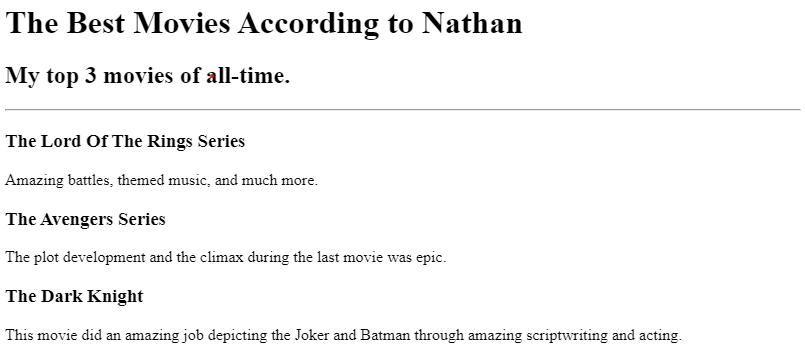 The Best Movies According to Nathan
My top 3 movies of all-time.
The Lord Of The Rings Series
Amazing battles, themed music, and much more.
The Avengers Series
The plot development and the climax during the last movie was epic.
The Dark Knight
This movie did an amazing job depicting the Joker and Batman through amazing scriptwriting and acting.